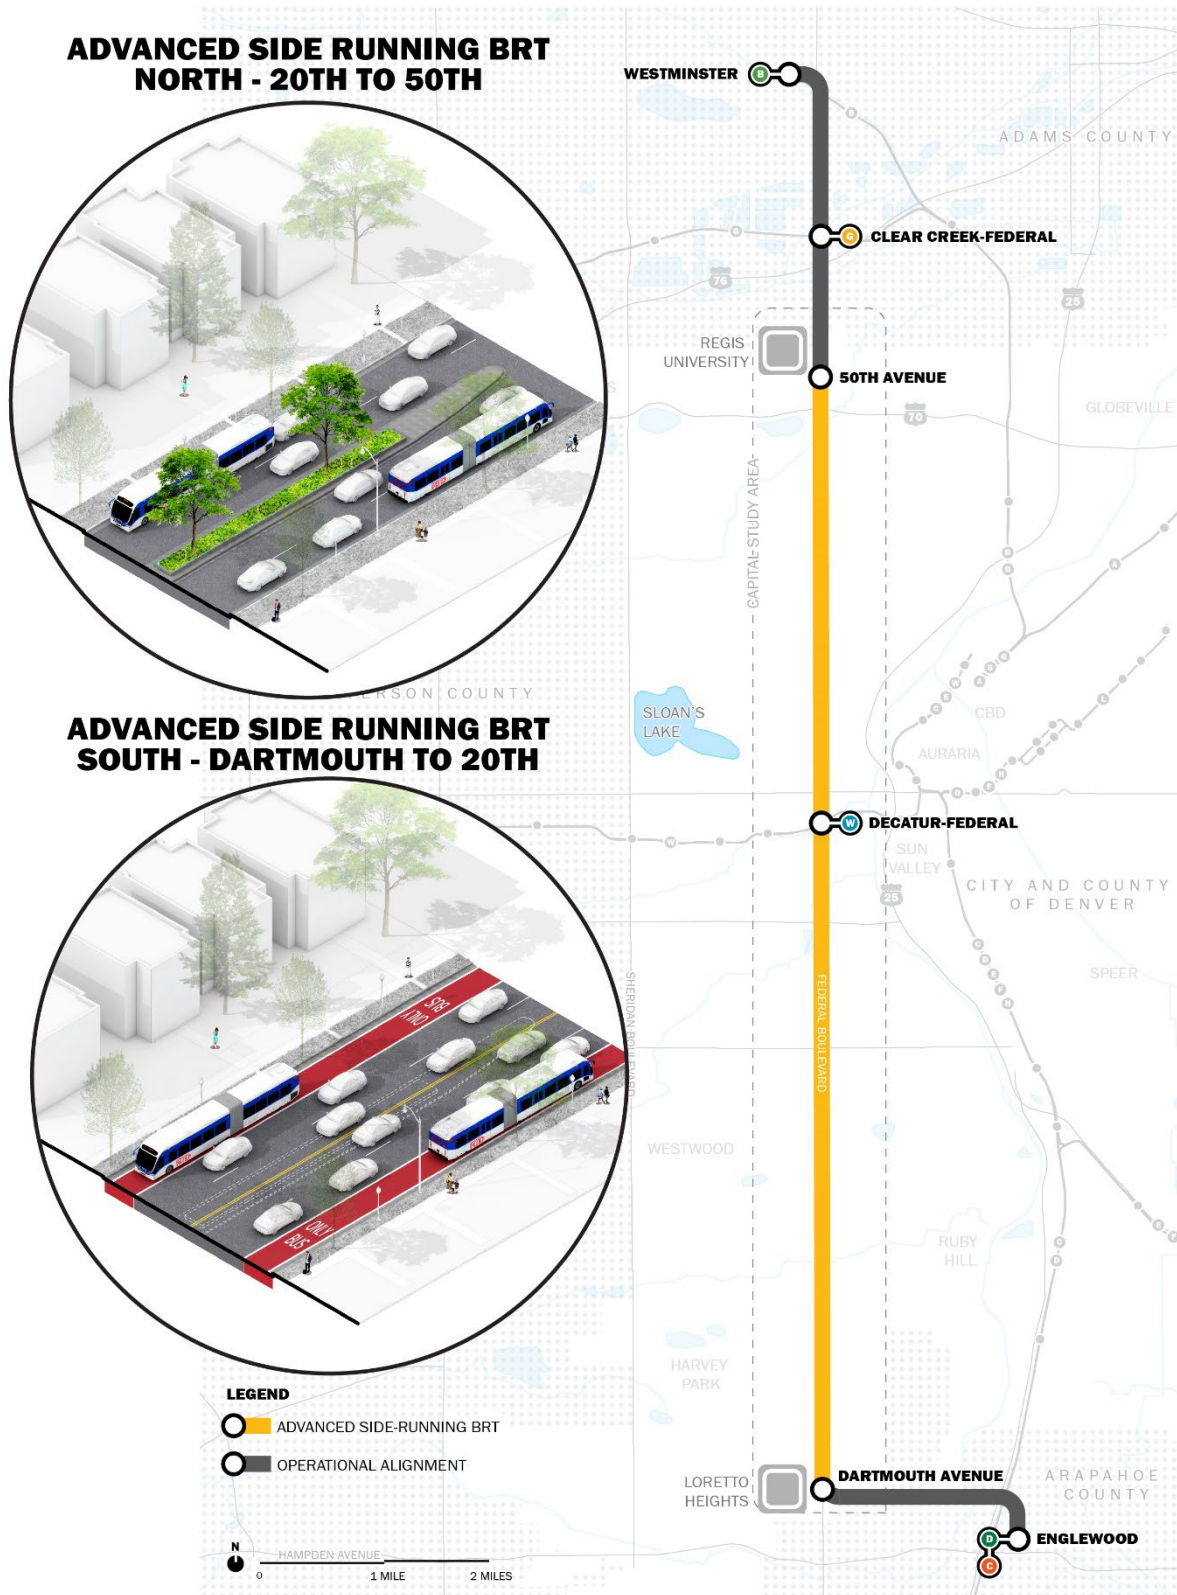 ADVANCED SIDE RUNNING BRT
NORTH - 20TH TO 50TH
WESTMINSTER
B
B
ADAMS COUNTY
G
CLEAR CREEK-FEDERAL
G
76
25
REGIS
UNIVERSITY
50TH AVENUE
70
GLOBEVILLE
CAPITAL STUDY AREA
B
G
A
ERSON COUNTY
SLOAN'S
LAKE
W
E
C
A
B
G
L
CBD
AURARIA
D
F
H
ADVANCED SIDE RUNNING BRT
SOUTH - DARTMOUTH TO 20TH
W
DECATUR-FEDERAL
W
SUN
VALLEY
25
CITY AND COUNTY
OF DENVER
C
D
E
F
H
SPEER
SHERIDAN BOULEVARD
FEDERAL BOULEVARD
BUS
ONLY
ONLY
BUS
WESTWOOD
RUBY
HILL
C
D
E
F
HARVEY
PARK
LEGEND
ADVANCED SIDE-RUNNING BRT
OPERATIONAL ALIGNMENT
LORETTO
HEIGHTS
DARTMOUTH AVENUE
ARAPAHOE
COUNTY
D
ENGLEWOOD
C
N
HAMPDEN AVENUE
0
1 MILE
2 MILES